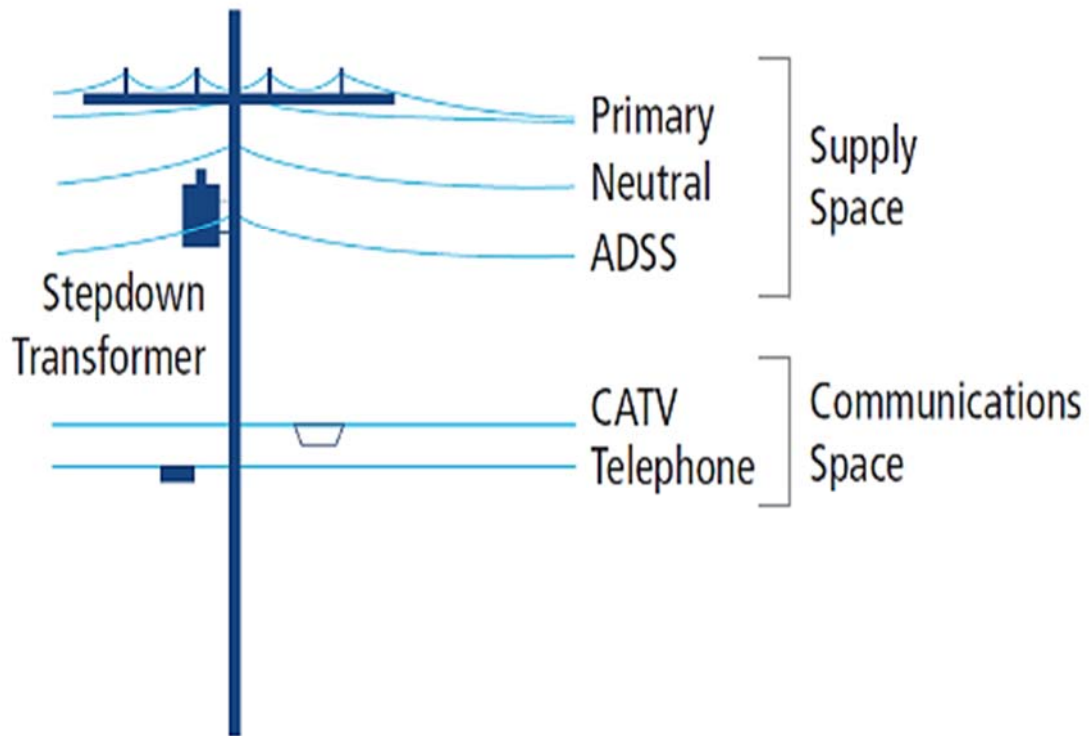 Primary
Neutral
ADSS
Supply
Space
Stepdown
Transformer
CATV
Telephone
Communications
Space